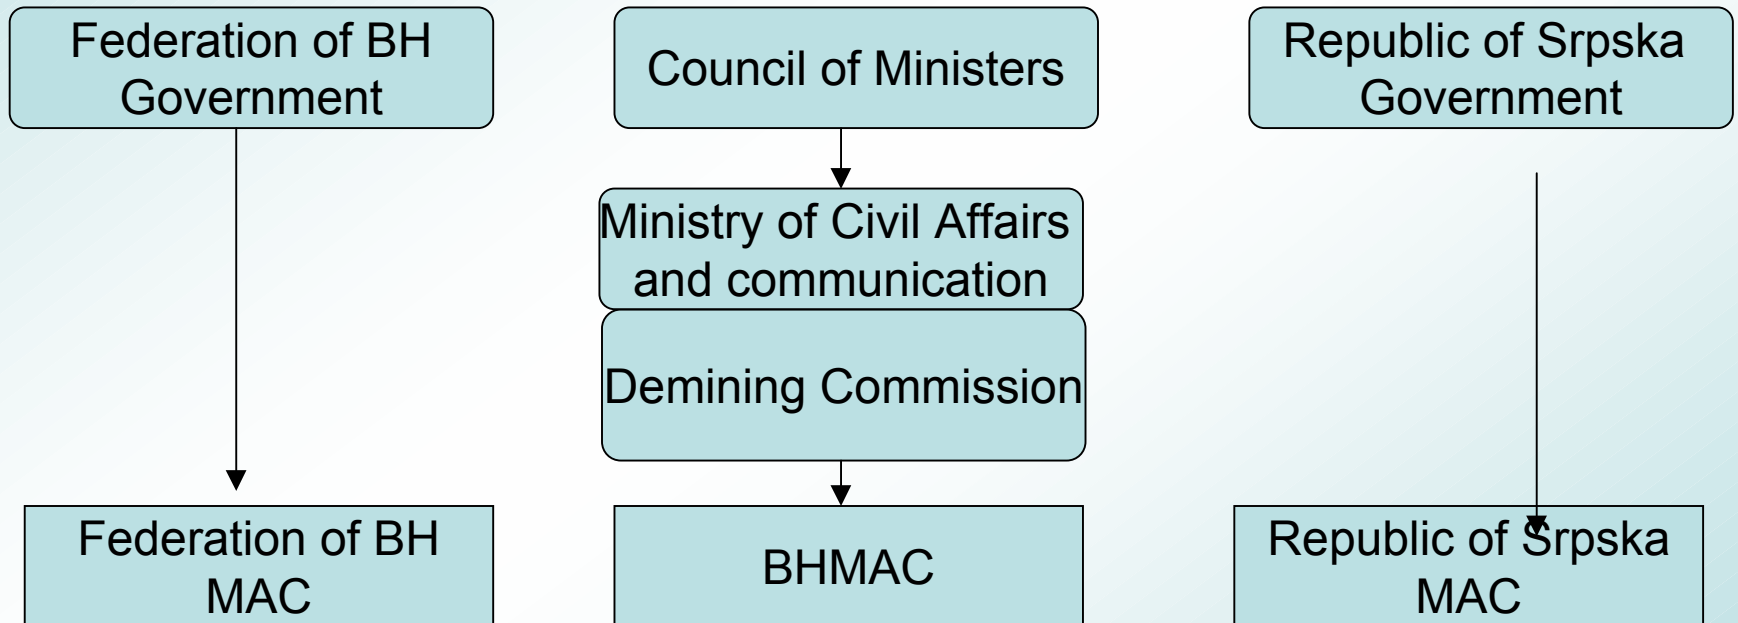 Federation of BH
Government
Council of Ministers
Republic of Srpska
Government
Ministry of Civil Affairs
and communication
Demining Commission
Federation of BH
MAC
BHMAC
Republic of Srpska
MAC